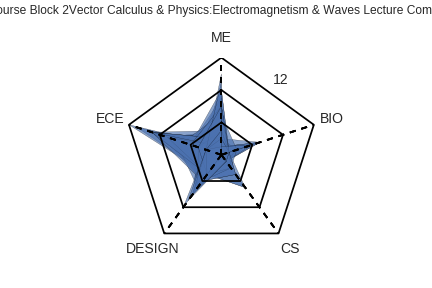 ourse Block 2Vector Calculus & Physics:Electromagnetism & Waves Lecture Com
ME
12
ECE
BIO
DESIGN
CS